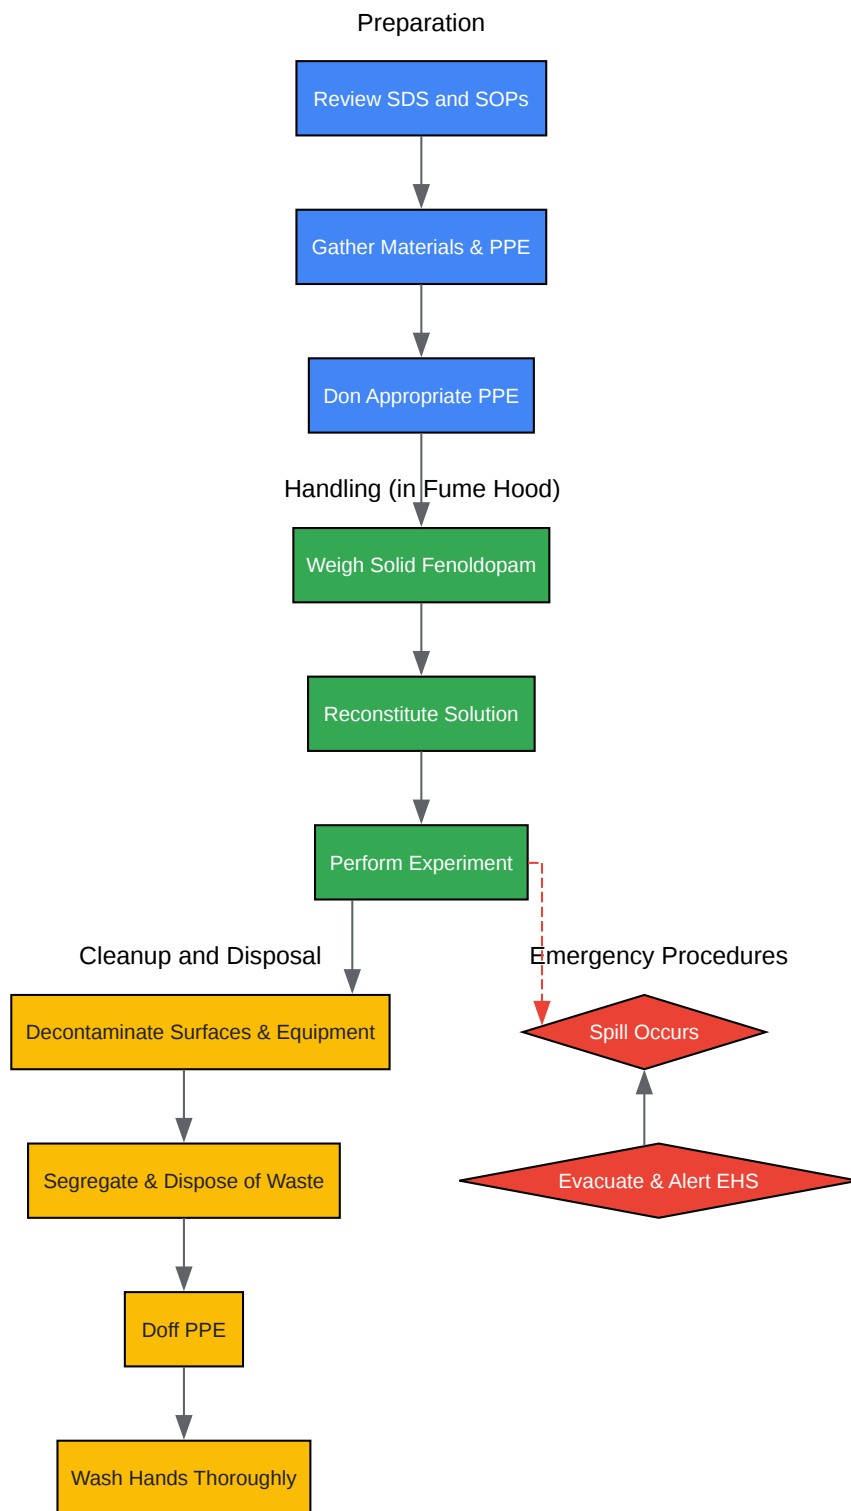 Preparation
Review SDS and SOPs
Gather Materials & PPE
Don Appropriate PPE
Handling (in Fume Hood)
Weigh Solid Fenoldopam
Reconstitute Solution
Perform Experiment
Cleanup and Disposal
Emergency Procedures
Decontaminate Surfaces & Equipment
Spill Occurs
Segregate & Dispose of Waste
Evacuate & Alert EHS
Doff PPE
Wash Hands Thoroughly